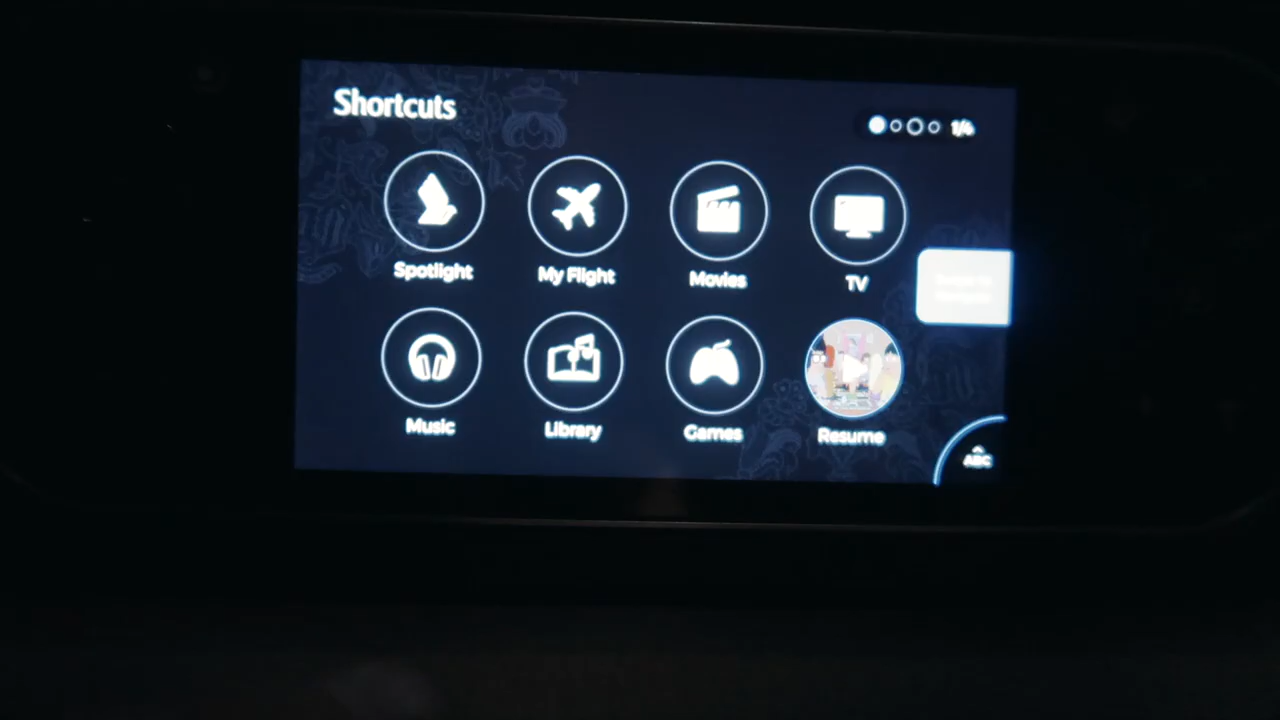 Shortcuts
1/4
Spotlight
My Flight
Movies
TV
Music
Library
Games
Resume
ABC